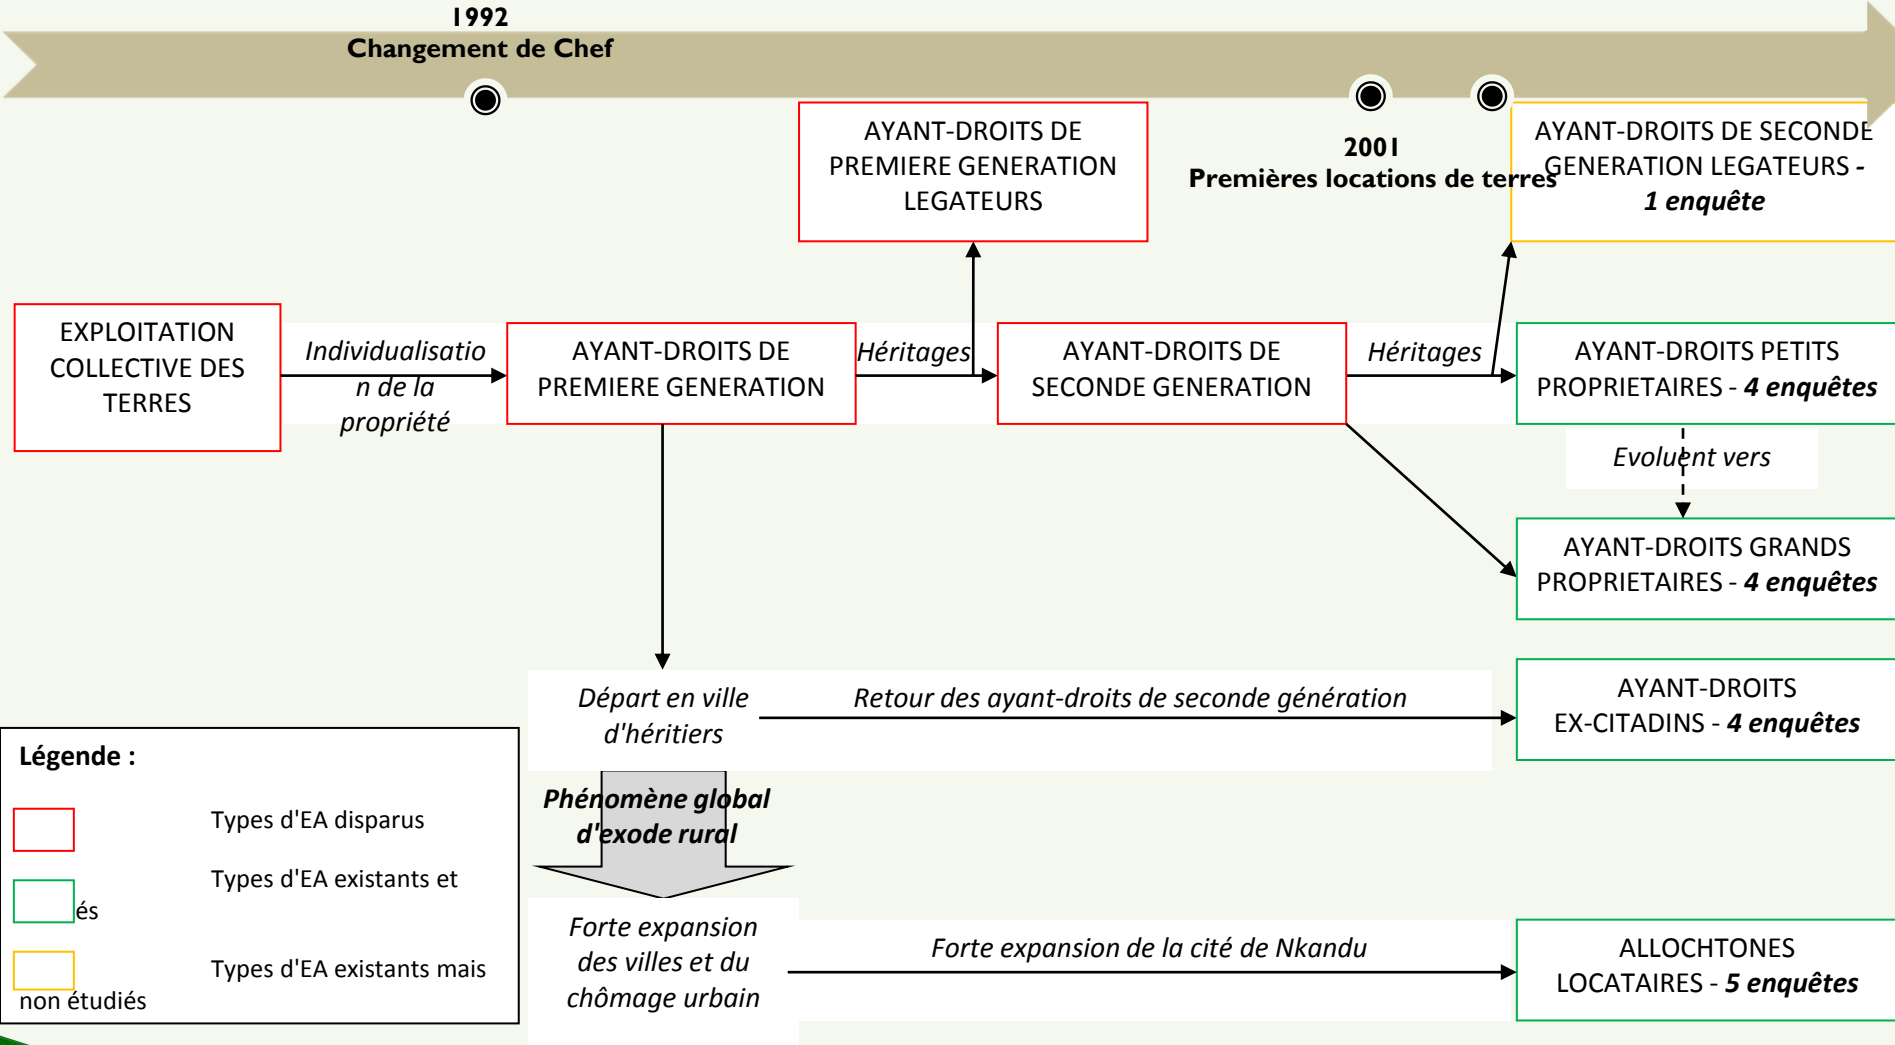 1992
Changement de Chef
2001
Premières locations de terres
AYANT-DROITS DE
PREMIERE GENERATION
LEGATEURS
AYANT-DROITS DE SECONDE
GENERATION LEGATEURS -
1 enquête
EXPLOITATION
COLLECTIVE DES
TERRES
Individualisatio
n de la
propriété
AYANT-DROITS DE
PREMIERE GENERATION
Héritages
AYANT-DROITS DE
SECONDE GENERATION
Héritages
AYANT-DROITS PETITS
PROPRIETAIRES - 4 enquêtes
Evoluent vers
AYANT-DROITS GRANDS
PROPRIETAIRES - 4 enquêtes
Départ en ville
d'héritiers
Retour des ayant-droits de seconde génération
AYANT-DROITS
EX-CITADINS - 4 enquêtes
Phénomène global
d'exode rural
Forte expansion
des villes et du
chômage urbain
Forte expansion de la cité de Nkandu
ALLOCHTONES
LOCATAIRES - 5 enquêtes
Légende :
Types d'EA disparus
Types d'EA existants et
és
Types d'EA existants mais
non étudiés